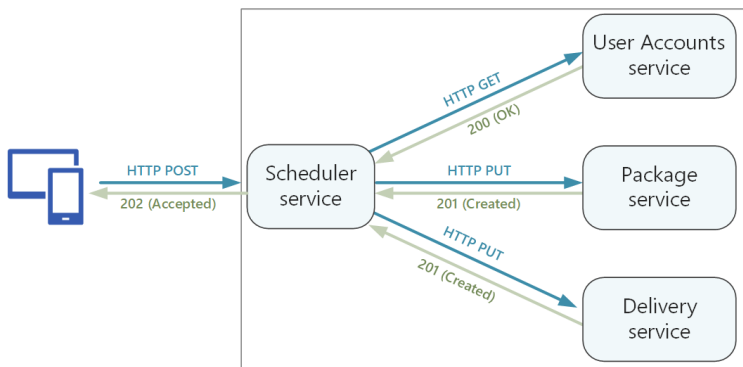 User Accounts
service
HTTP GET
200 (OK)
HTTP POST
202 (Accepted)
Scheduler
service
HTTP PUT
201 (Created)
Package
service
HTTP PUT
201 (Created)
Delivery
service